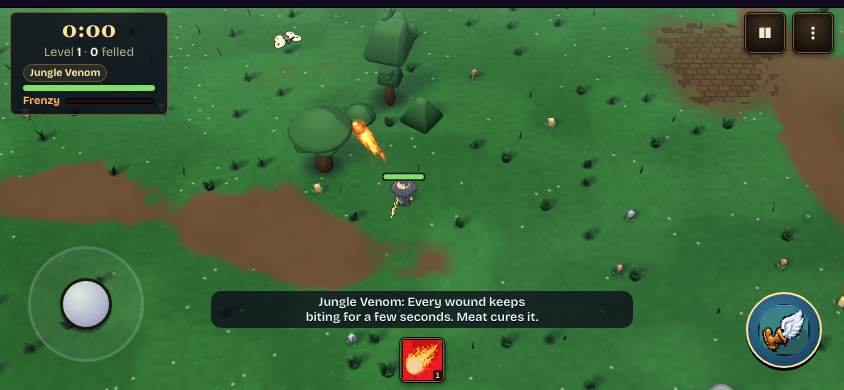 0:00
Level 1 · 0 felled
Jungle Venom
Frenzy
Jungle Venom: Every wound keeps
biting for a few seconds. Meat cures it.
1